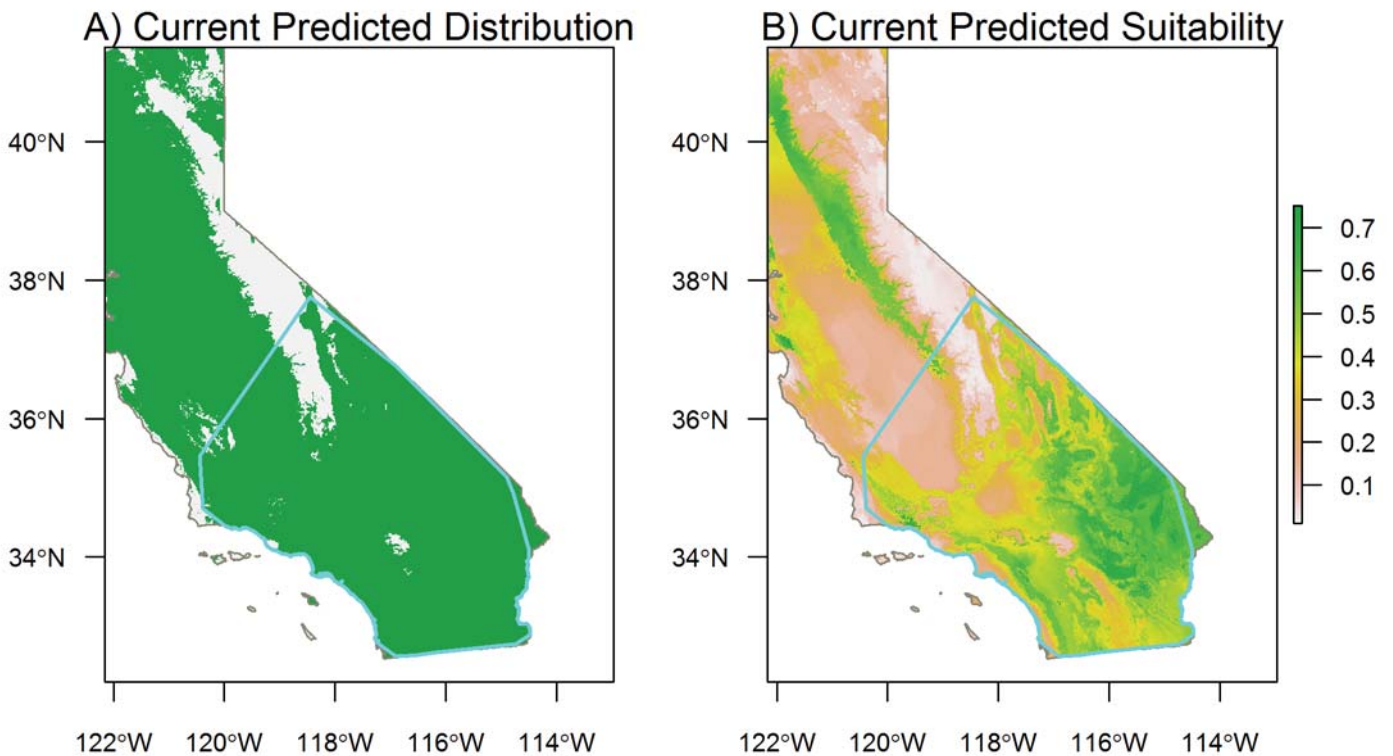 A) Current Predicted Distribution
B) Current Predicted Suitability
40°N
38°N
36°N
34°N
122°W 120°W 118°W 116°W 114°W
40°N
38°N
36°N
34°N
122°W 120°W 118°W 116°W 114°W
0.7
0.6
0.5
0.4
0.3
0.2
0.1